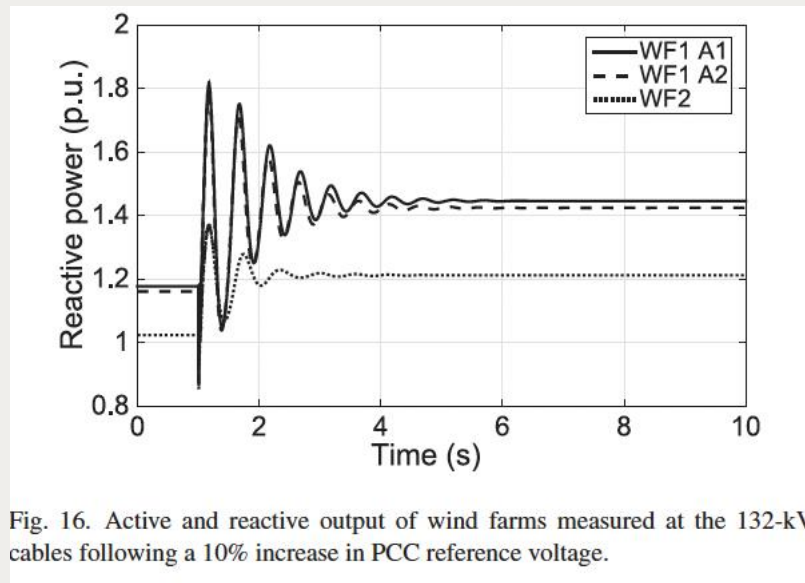 2
1.8
1.6
1.4
1.2
1
0.8
Reactive power (p.u.)
WF1 A1
WF1 A2
WF2
0 2 4 6 8 10
Time (s)
Fig. 16. Active and reactive output of wind farms measured at the 132-kV
cables following a 10% increase in PCC reference voltage.